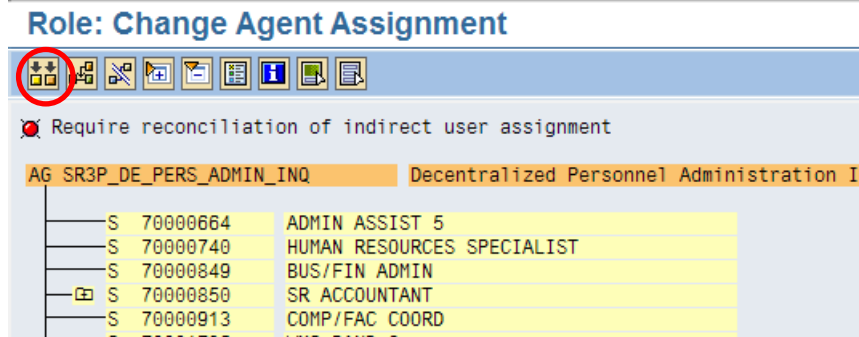 Role: Change Agent Assignment
Require reconciliation of indirect user assignment
AG SR3P_DE_PERS_ADMIN_INQ Decentralized Personnel Administration I
S 70000664 ADMIN ASSIST 5
S 70000740 HUMAN RESOURCES SPECIALIST
S 70000849 BUS/FIN ADMIN
S 70000850 SR ACCOUNTANT
S 70000913 COMP/FAC COORD